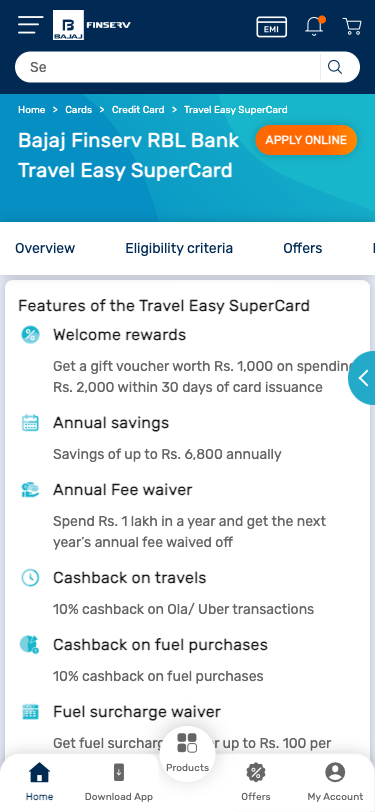 B
BAJAJ
FINSERV
EMI
Se
Home > Cards > Credit Card > Travel Easy SuperCard
Bajaj Finserv RBL Bank
Travel Easy SuperCard
APPLY ONLINE
Overview
Eligibility criteria
Offers
Features of the Travel Easy SuperCard
Welcome rewards
Get a gift voucher worth Rs. 1,000 on spending
Rs. 2,000 within 30 days of card issuance
Annual savings
Savings of up to Rs. 6,800 annually
Annual Fee waiver
Spend Rs. 1 lakh in a year and get the next
year's annual fee waived off
Cashback on travels
10% cashback on Ola/ Uber transactions
Cashback on fuel purchases
10% cashback on fuel purchases
Fuel surcharge waiver
Get fuel up to Rs. 100 per
Home
Download App
Products
Offers
My Account